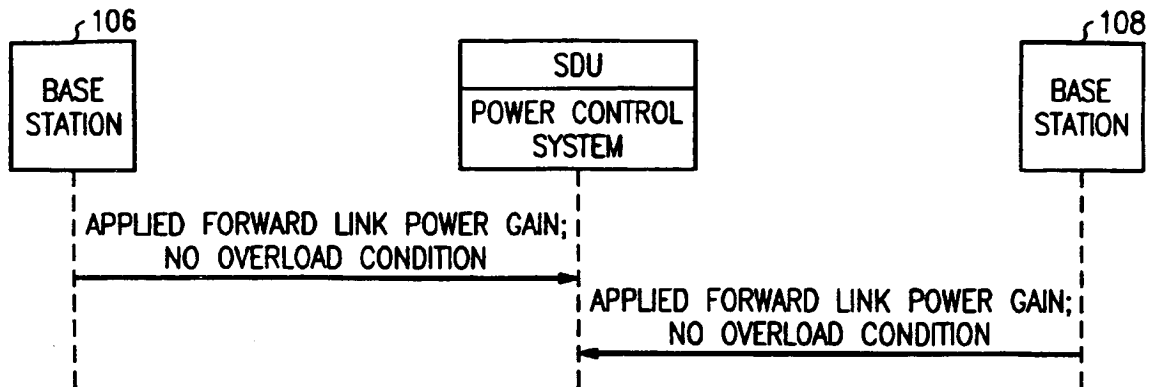 106
BASE
STATION
SDU
POWER CONTROL
SYSTEM
108
BASE
STATION
APPLIED FORWARD LINK POWER GAIN;
NO OVERLOAD CONDITION
APPLIED FORWARD LINK POWER GAIN;
NO OVERLOAD CONDITION